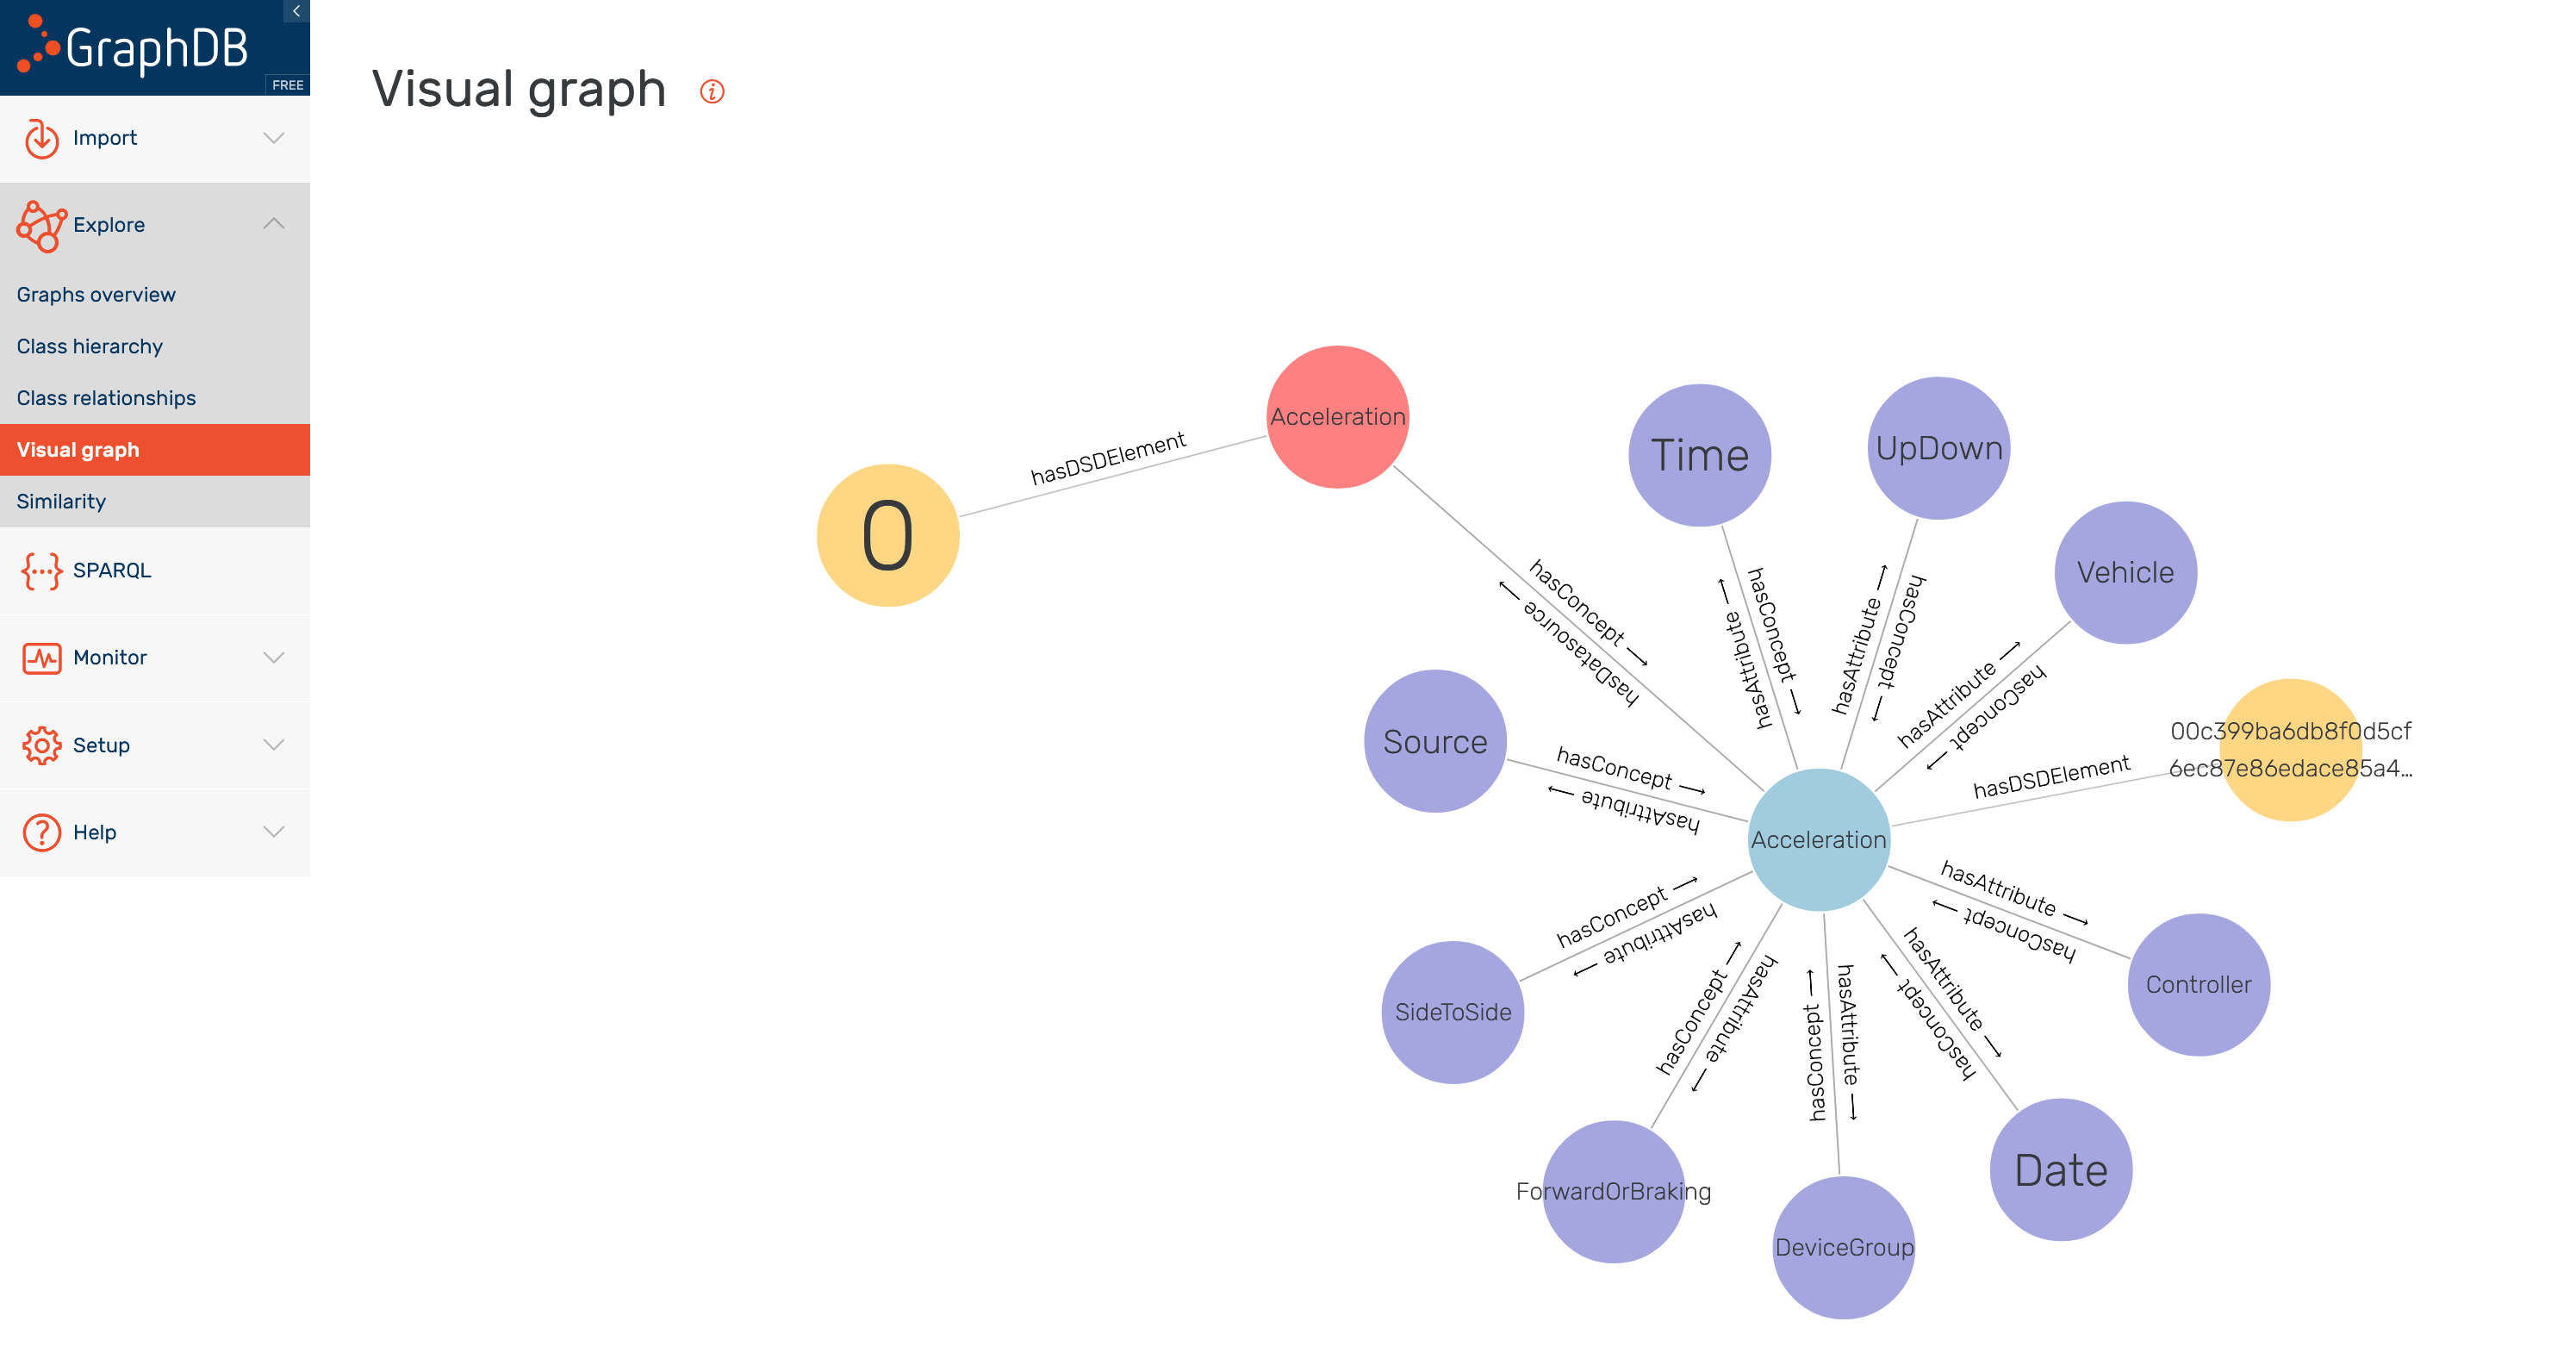 GraphDB
FREE
Import
Explore
Graphs overview
Class hierarchy
Class relationships
Visual graph
Similarity
SPARQL
Monitor
Setup
Help
Visual graph
Acceleration
hasDSDElement
0
Time
UpDown
Vehicle
hasConcept →
hasDatasource →
hasConcept →
hasAttribute →
hasAttribute →
hasConcept →
hasAttribute →
hasConcept →
Source
hasConcept →
hasAttribute →
00c399ba6db8f0d5cf
6ec87e86edace85a4...
hasDSDElement
Acceleration
hasConcept →
hasAttribute →
SideToSide
hasConcept →
hasAttribute →
hasConcept →
hasAttribute →
hasAttribute →
hasConcept →
hasAttribute →
hasConcept →
Controller
ForwardOrBraking
DeviceGroup
Date